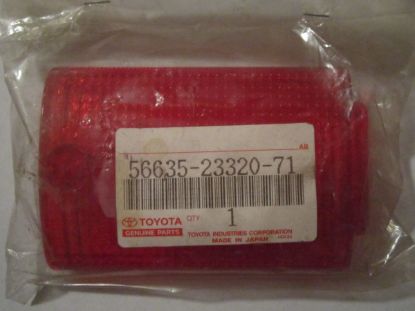 AB
56635-23320-71
TOYOTA QTY 1
GENUINE PARTS
TOYOTA INDUSTRIES CORPORATION
MADE IN JAPAN